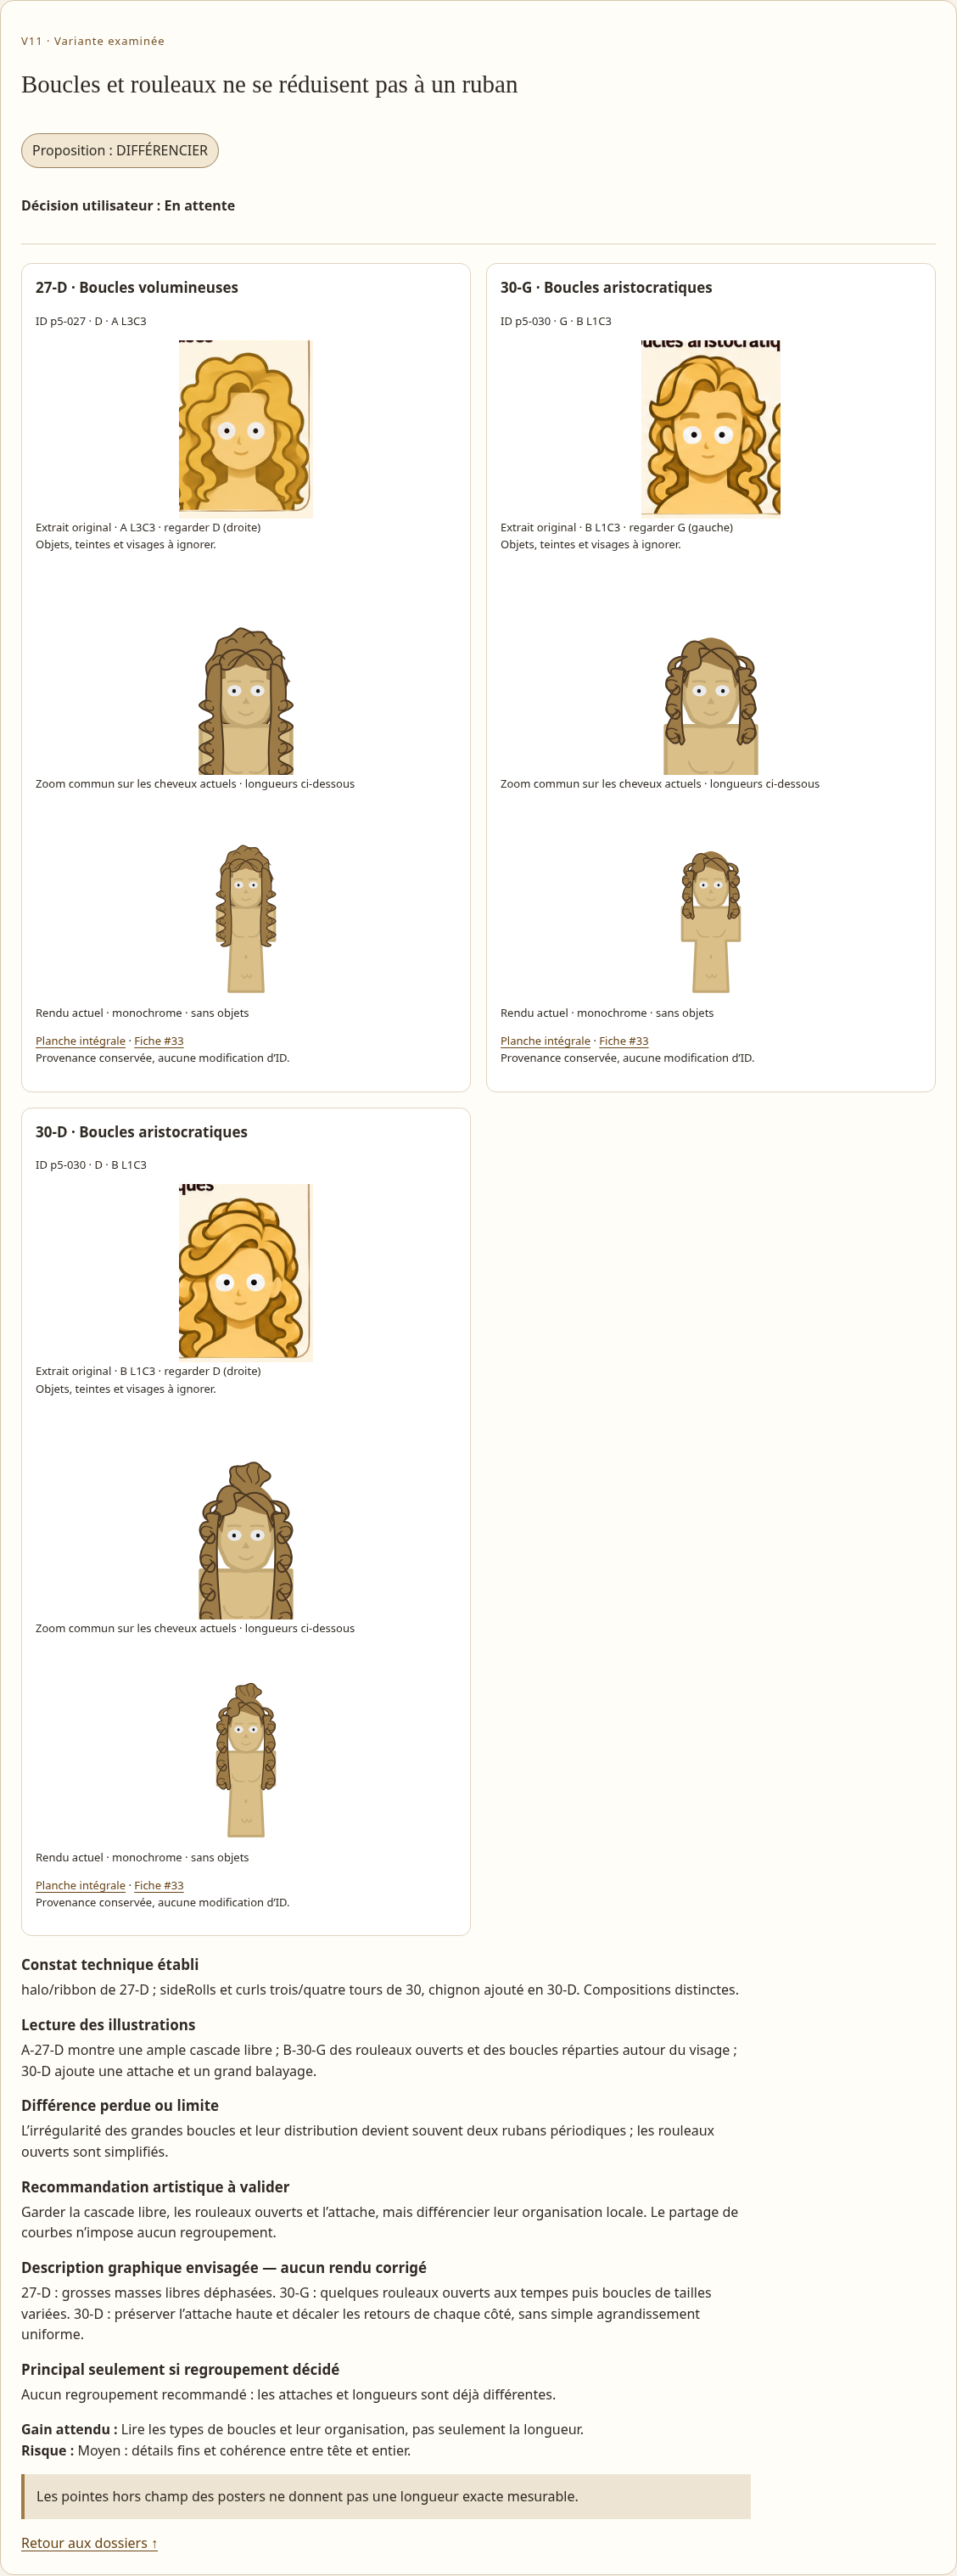 V11 · Variante examinée
Boucles et rouleaux ne se réduisent pas à un ruban
Proposition : DIFFÉRENCIER
Décision utilisateur : En attente
27-D · Boucles volumineuses
ID p5-027 · D · A L3C3
Extrait original · A L3C3 · regarder D (droite)
Objets, teintes et visages à ignorer.
Zoom commun sur les cheveux actuels · longueurs ci-dessous
Rendu actuel · monochrome · sans objets
Planche intégrale · Fiche #33
Provenance conservée, aucune modification d’ID.
30-G · Boucles aristocratiques
ID p5-030 · G · B L1C3
Extrait original · B L1C3 · regarder G (gauche)
Objets, teintes et visages à ignorer.
Zoom commun sur les cheveux actuels · longueurs ci-dessous
Rendu actuel · monochrome · sans objets
Planche intégrale · Fiche #33
Provenance conservée, aucune modification d’ID.
30-D · Boucles aristocratiques
ID p5-030 · D · B L1C3
ques
Extrait original · B L1C3 · regarder D (droite)
Objets, teintes et visages à ignorer.
Zoom commun sur les cheveux actuels · longueurs ci-dessous
Rendu actuel · monochrome · sans objets
Planche intégrale · Fiche #33
Provenance conservée, aucune modification d’ID.
Constat technique établi
halo/ribbon de 27-D ; sideRolls et curls trois/quatre tours de 30, chignon ajouté en 30-D. Compositions distinctes.
Lecture des illustrations
A-27-D montre une ample cascade libre ; B-30-G des rouleaux ouverts et des boucles réparties autour du visage ;
30-D ajoute une attache et un grand balayage.
Différence perdue ou limite
L’irrégularité des grandes boucles et leur distribution devient souvent deux rubans périodiques ; les rouleaux
ouverts sont simplifiés.
Recommandation artistique à valider
Garder la cascade libre, les rouleaux ouverts et l’attache, mais différencier leur organisation locale. Le partage de
courbes n’impose aucun regroupement.
Description graphique envisagée — aucun rendu corrigé
27-D : grosses masses libres déphasées. 30-G : quelques rouleaux ouverts aux tempes puis boucles de tailles
variées. 30-D : préserver l’attache haute et décaler les retours de chaque côté, sans simple agrandissement
uniforme.
Principal seulement si regroupement décidé
Aucun regroupement recommandé : les attaches et longueurs sont déjà différentes.
Gain attendu : Lire les types de boucles et leur organisation, pas seulement la longueur.
Risque : Moyen : détails fins et cohérence entre tête et entier.
Les pointes hors champ des posters ne donnent pas une longueur exacte mesurable.
Retour aux dossiers ↑